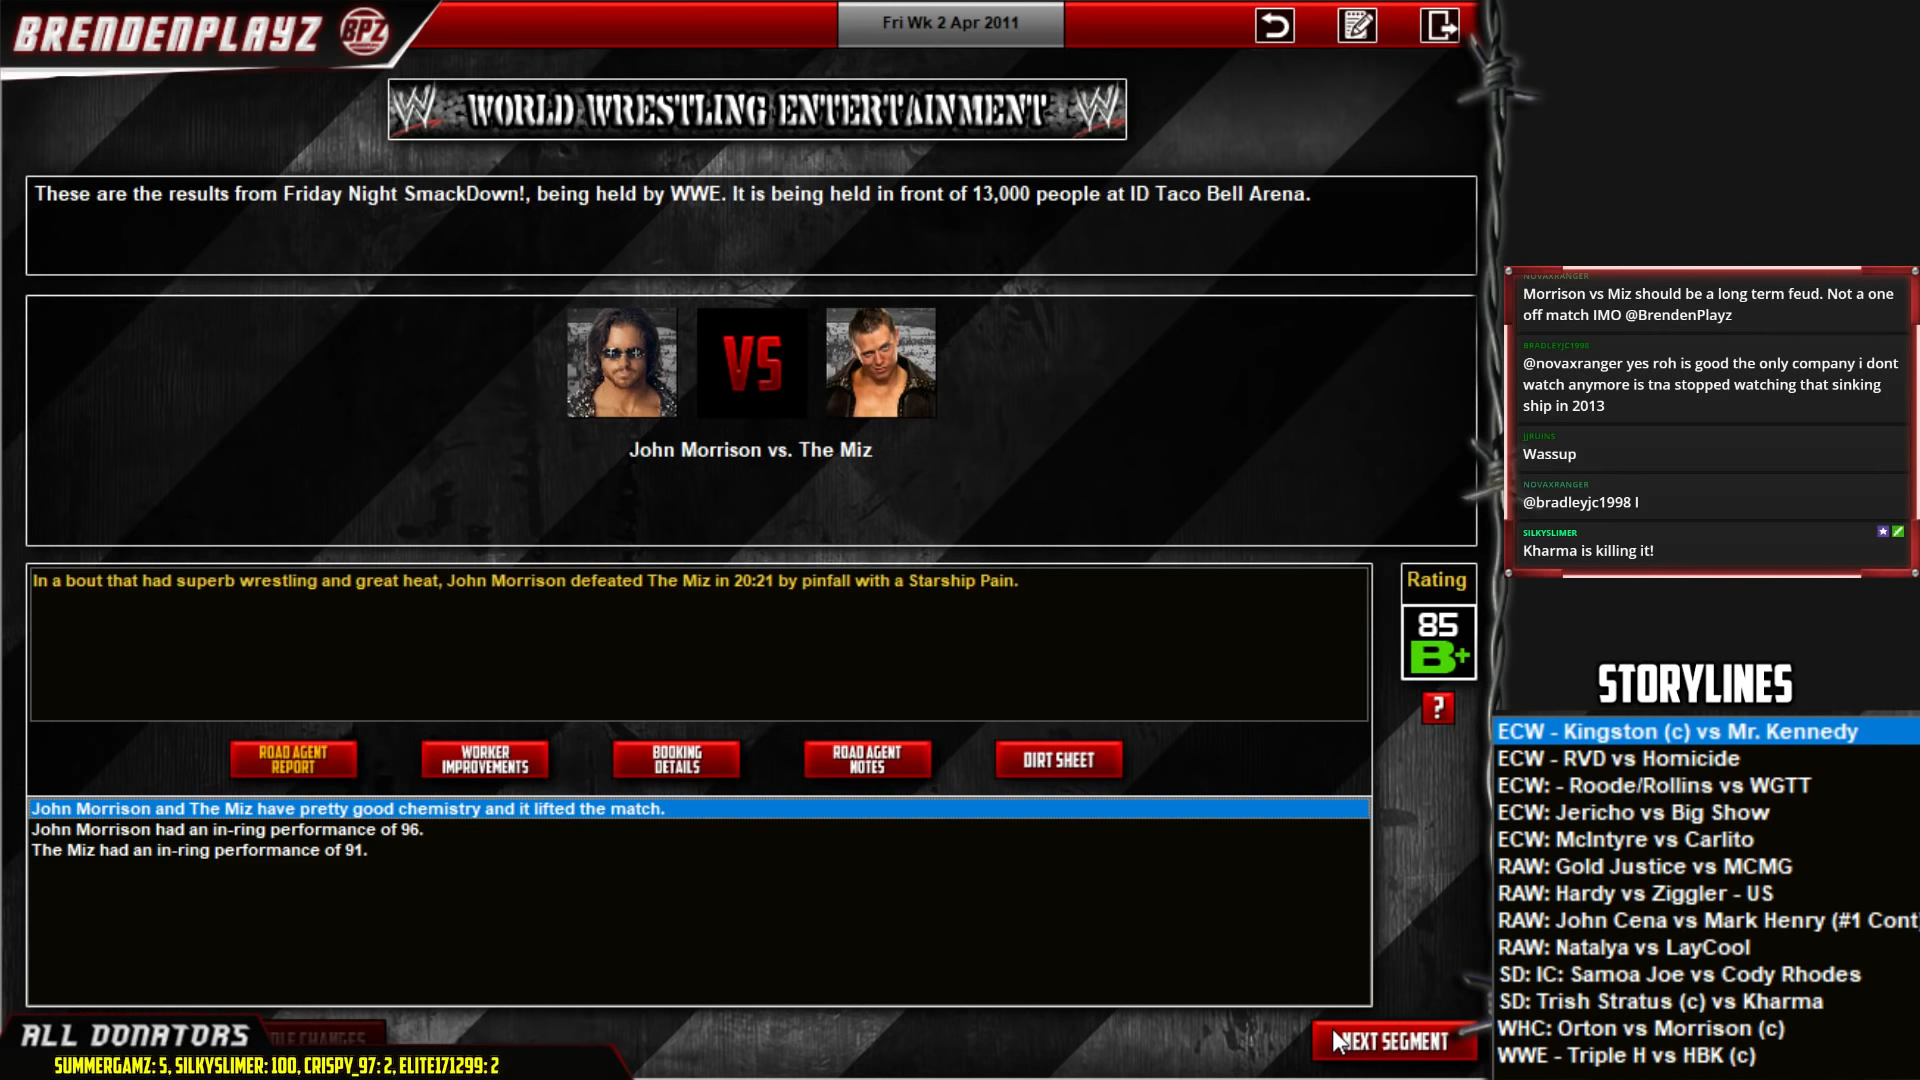 BRENDENPLAYZ
BPZ
Fri Wk 2 Apr 2011
W WORLD WRESTLING ENTERTAINMENT W
These are the results from Friday Night SmackDown!, being held by WWE. It is being held in front of 13,000 people at ID Taco Bell Arena.
VS
John Morrison vs. The Miz
In a bout that had superb wrestling and great heat, John Morrison defeated The Miz in 20:21 by pinfall with a Starship Pain.
Rating
85
B+
?
ROAD AGENT
REPORT
WORKER
IMPROVEMENTS
BOOKING
DETAILS
ROAD AGENT
NOTES
DIRT SHEET
John Morrison and The Miz have pretty good chemistry and it lifted the match.
John Morrison had an in-ring performance of 96.
The Miz had an in-ring performance of 91.
NEXT SEGMENT
ALL DONATORS
SUMMERGAMZ: 5, SILKYSLIMER: 100, CRISPY_97: 2, ELITE171299: 2
NOVAXRANGER
Morrison vs Miz should be a long term feud. Not a one
off match IMO @BrendenPlayz
BRADLEYJC1998
@novaxranger yes roh is good the only company i dont
watch anymore is tna stopped watching that sinking
ship in 2013
JJRUINS
Wassup
NOVAXRANGER
@bradleyjc1998 I
SILKYSLIMER
Kharma is killing it!
STORYLINES
ECW - Kingston (c) vs Mr. Kennedy
ECW - RVD vs Homicide
ECW: - Roode/Rollins vs WGTT
ECW: Jericho vs Big Show
ECW: McIntyre vs Carlito
RAW: Gold Justice vs MCMG
RAW: Hardy vs Ziggler - US
RAW: John Cena vs Mark Henry (#1 Cont
RAW: Natalya vs LayCool
SD: IC: Samoa Joe vs Cody Rhodes
SD: Trish Stratus (c) vs Kharma
WHC: Orton vs Morrison (c)
WWE - Triple H vs HBK (c)